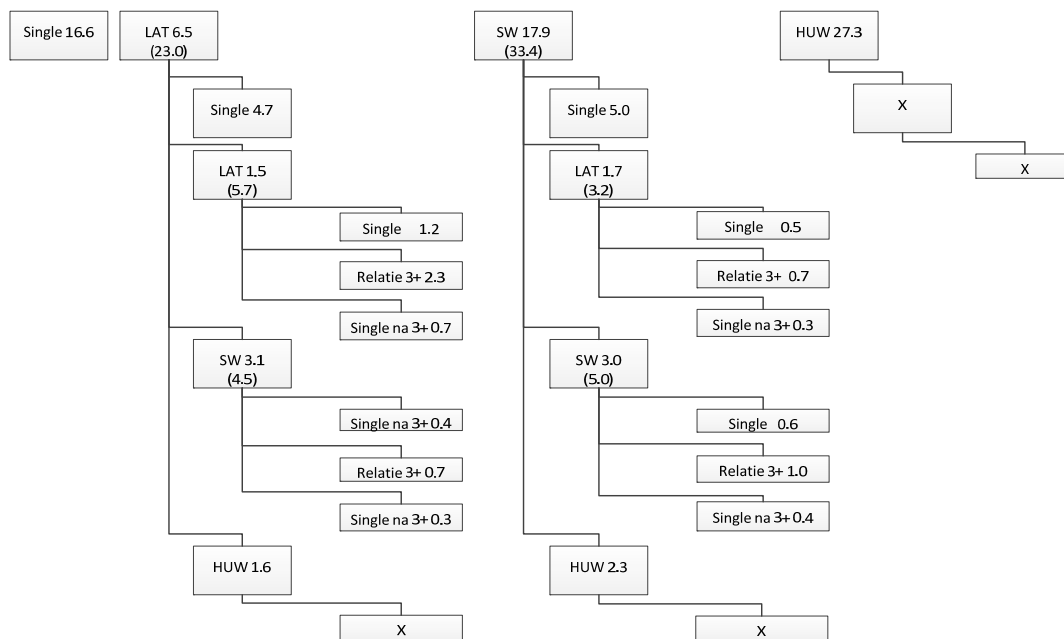 Single 16.6
LAT 6.5
(23.0)
Single 4.7
LAT 1.5
(5.7)
Single 1.2
Relatie 3+ 2.3
Single na 3+ 0.7
SW 3.1
(4.5)
Single na 3+ 0.4
Relatie 3+ 0.7
Single na 3+ 0.3
HUW 1.6
X
SW 17.9
(33.4)
Single 5.0
LAT 1.7
(3.2)
Single 0.5
Relatie 3+ 0.7
Single na 3+ 0.3
SW 3.0
(5.0)
Single 0.6
Relatie 3+ 1.0
Single na 3+ 0.4
HUW 2.3
X
HUW 27.3
X
X